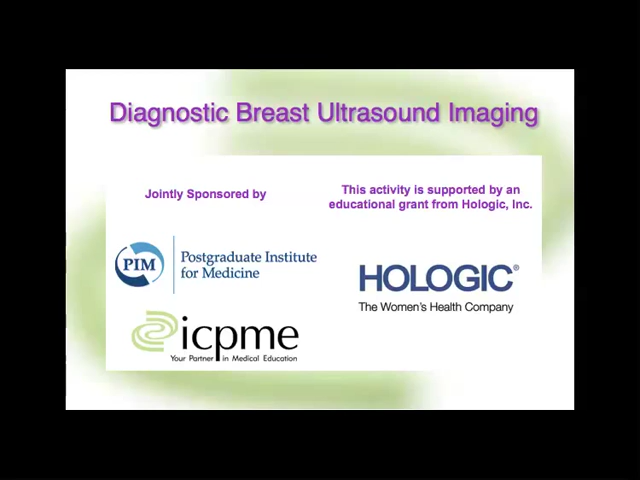 Diagnostic Breast Ultrasound Imaging
Jointly Sponsored by
This activity is supported by an
educational grant from Hologic, Inc.
PIM
Postgraduate Institute
for Medicine
HOLOGIC®
The Women's Health Company
icpme
Your Partner in Medical Education